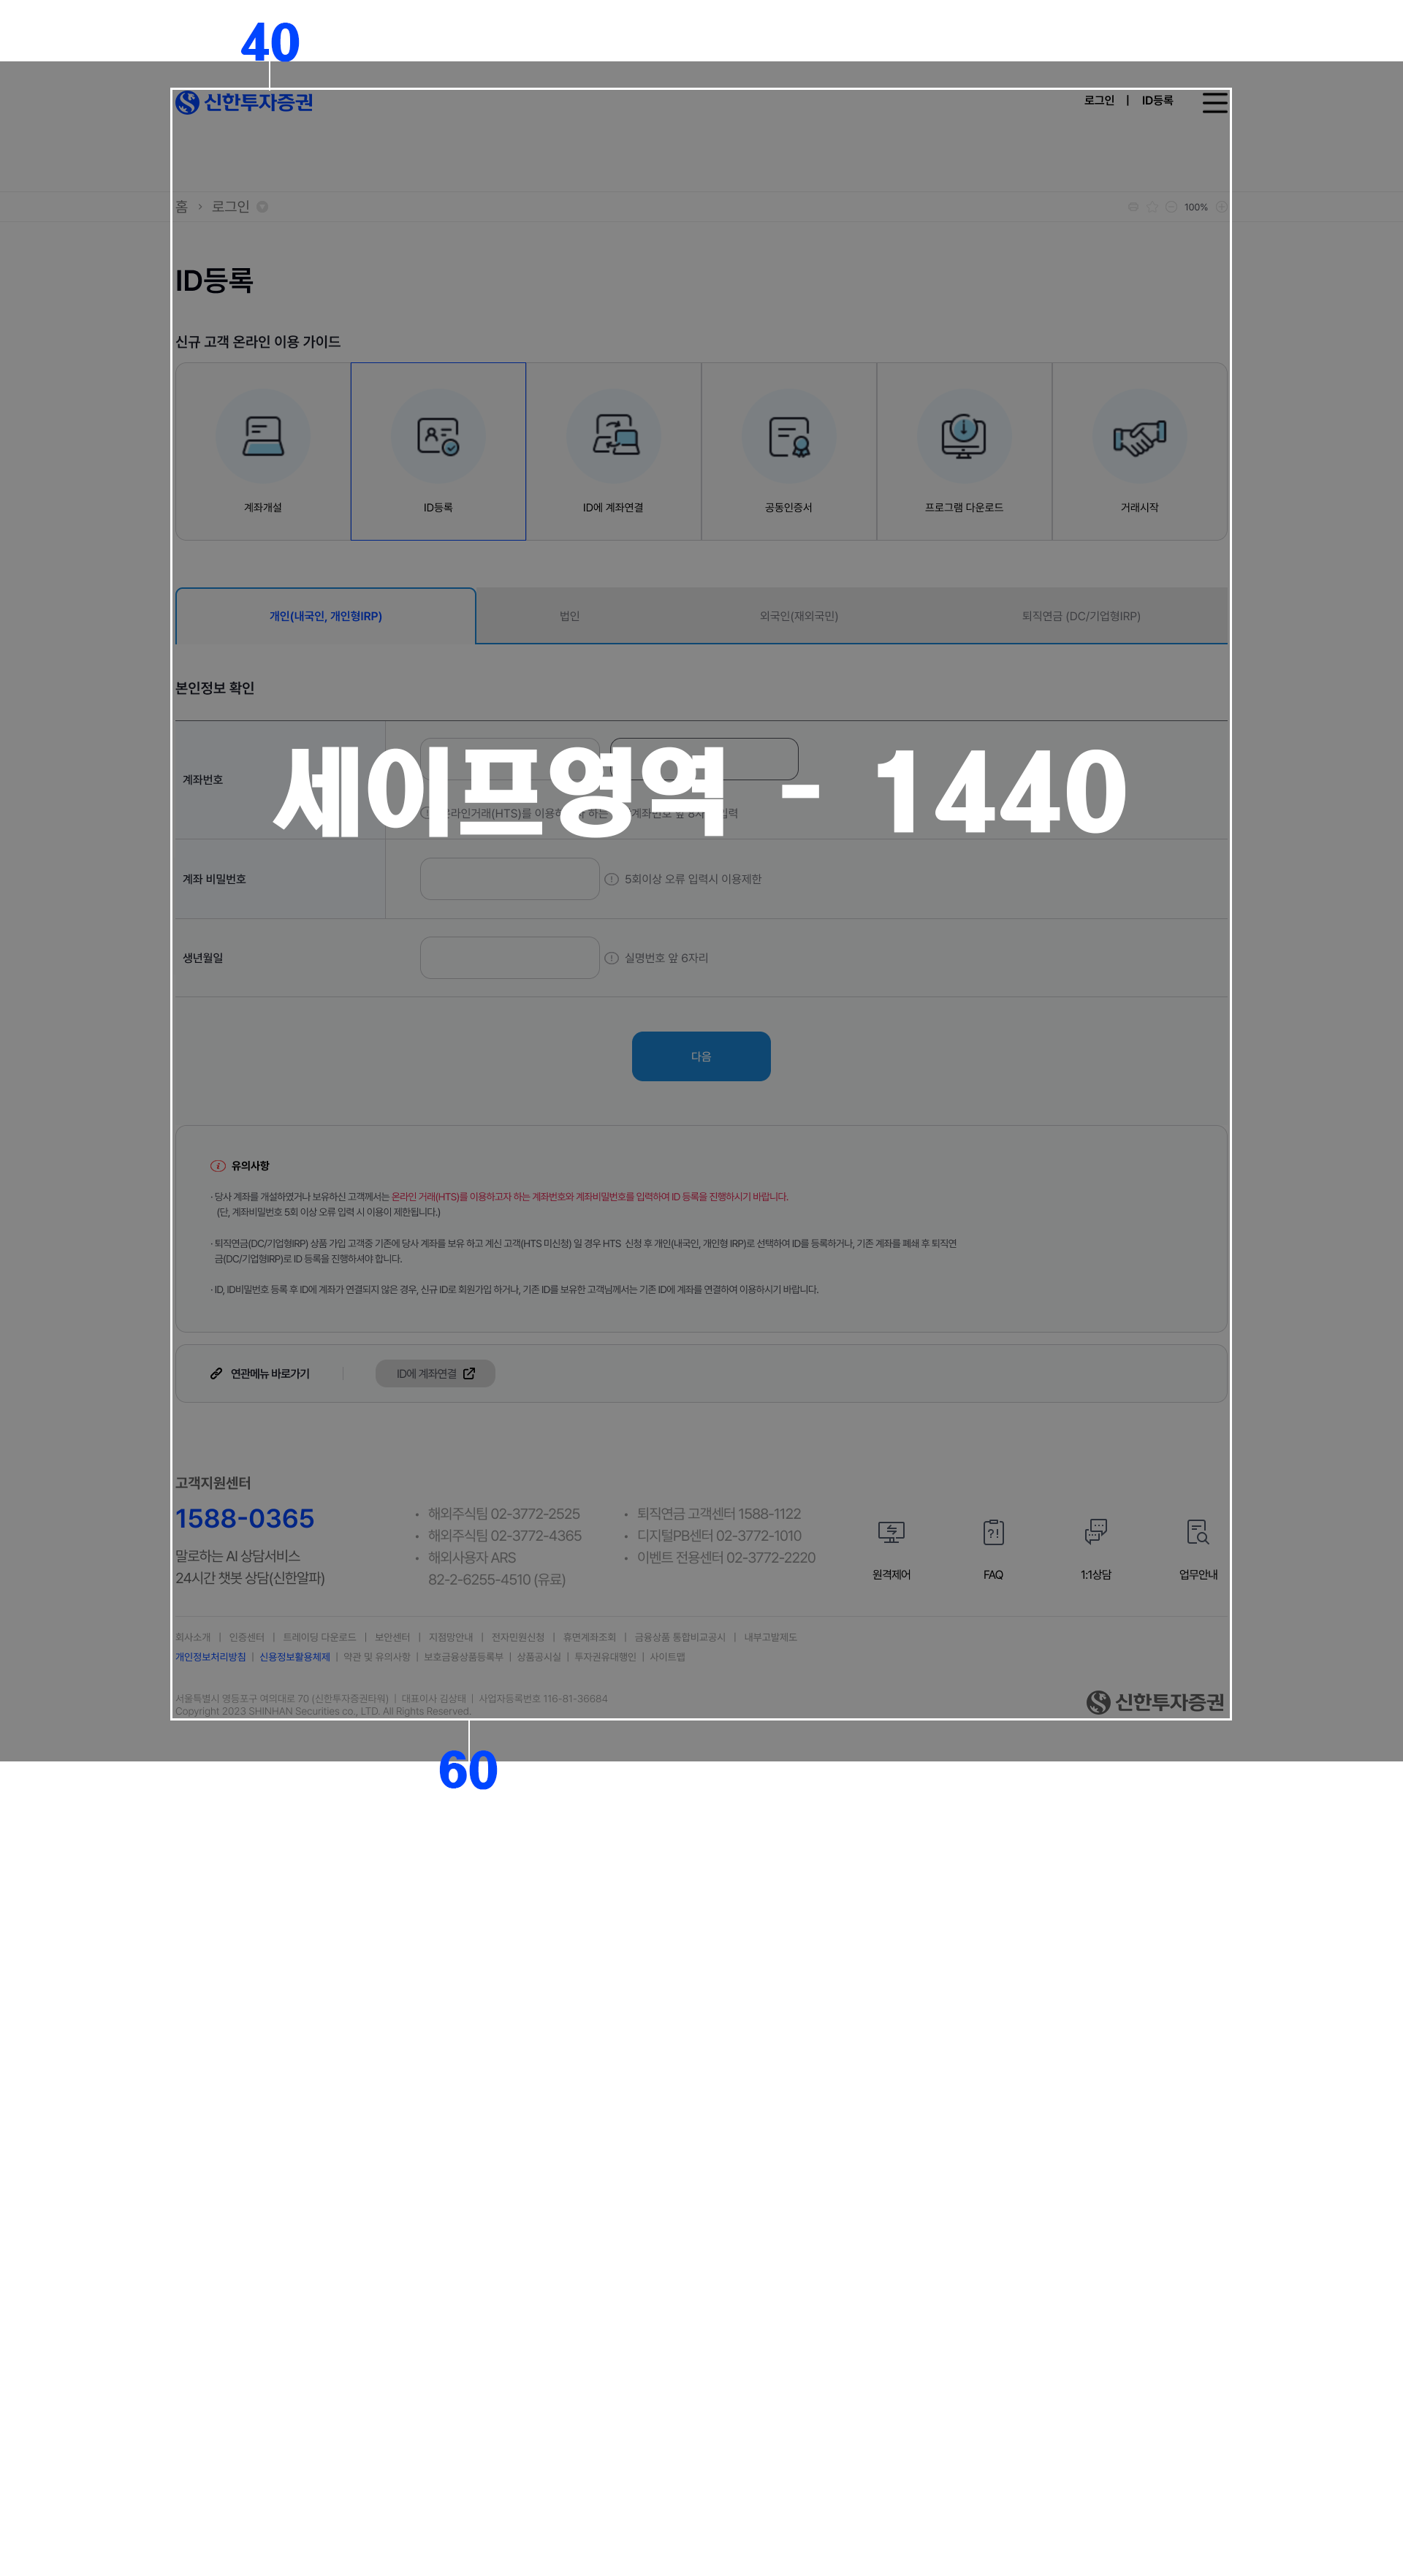 40
신한투자증권
로그인 | ID등록
홈 > 로그인
100%
ID등록
신규 고객 온라인 이용 가이드
계좌개설
ID등록
ID에 계좌연결
공동인증서
프로그램 다운로드
거래시작
개인(내국인, 개인형IRP)
법인
외국인(재외국민)
퇴직연금 (DC/기업형IRP)
본인정보 확인
세이프영역 - 1440
계좌번호
온라인거래(HTS)를 이용하 하는 계좌번호 앞 입력
계좌 비밀번호
5회이상 오류 입력시 이용제한
생년월일
실명번호 앞 6자리
다음
유의사항
· 당사 계좌를 개설하였거나 보유하신 고객께서는 온라인 거래(HTS)를 이용하고자 하는 계좌번호와 계좌비밀번호를 입력하여 ID 등록을 진행하시기 바랍니다.
(단, 계좌비밀번호 5회 이상 오류 입력 시 이용이 제한됩니다.)
· 퇴직연금(DC/기업형IRP) 상품 가입 고객중 기존에 당사 계좌를 보유 하고 계신 고객(HTS 미신청) 일 경우 HTS 신청 후 개인(내국인, 개인형 IRP)로 선택하여 ID를 등록하거나, 기존 계좌를 폐쇄 후 퇴직연
금(DC/기업형IRP)로 ID 등록을 진행하셔야 합니다.
· ID, ID비밀번호 등록 후 ID에 계좌가 연결되지 않은 경우, 신규 ID로 회원가입 하거나, 기존 ID를 보유한 고객님께서는 기존 ID에 계좌를 연결하여 이용하시기 바랍니다.
연관메뉴 바로가기
ID에 계좌연결
고객지원센터
1588-0365
말로하는 AI 상담서비스
24시간 챗봇 상담(신한알파)
• 해외주식팀 02-3772-2525
• 해외주식팀 02-3772-4365
• 해외사용자 ARS
82-2-6255-4510 (유료)
• 퇴직연금 고객센터 1588-1122
• 디지털PB센터 02-3772-1010
• 이벤트 전용센터 02-3772-2220
원격제어
FAQ
1:1상담
업무안내
회사소개 | 인증센터 | 트레이딩 다운로드 | 보안센터 | 지점망안내 | 전자민원신청 | 휴면계좌조회 | 금융상품 통합비교공시 | 내부고발제도
개인정보처리방침 | 신용정보활용체제 | 약관 및 유의사항 | 보호금융상품등록부 | 상품공시실 | 투자권유대행인 | 사이트맵
서울특별시 영등포구 여의대로 70 (신한투자증권타워) | 대표이사 김상태 | 사업자등록번호 116-81-36684
Copyright 2023 SHINHAN Securities co., LTD. All Rights Reserved.
신한투자증권
60